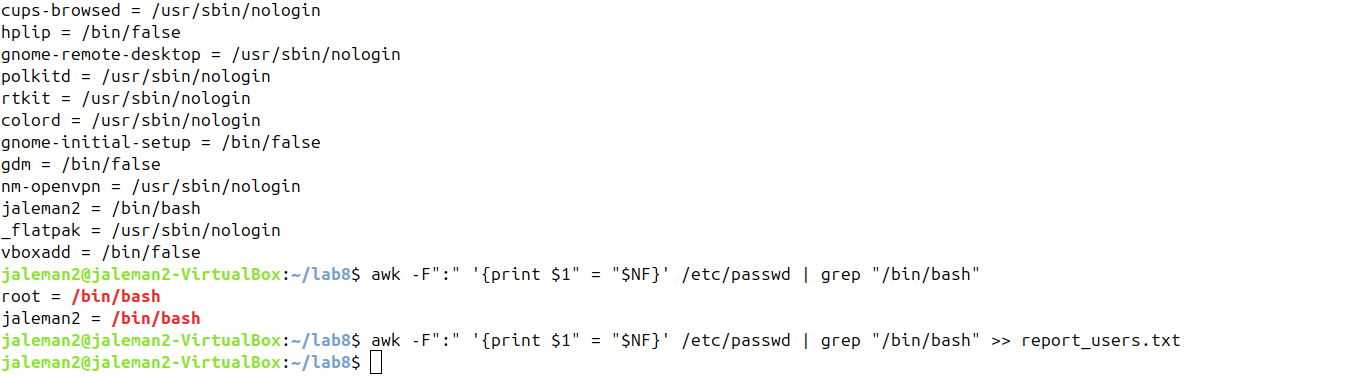 cups-browsed = /usr/sbin/nologin
hplip = /bin/false
gnome-remote-desktop = /usr/sbin/nologin
polkitd = /usr/sbin/nologin
rtkit = /usr/sbin/nologin
colord = /usr/sbin/nologin
gnome-initial-setup = /bin/false
gdm = /bin/false
nm-openvpn = /usr/sbin/nologin
jaleman2 = /bin/bash
_flatpak = /usr/sbin/nologin
vboxadd = /bin/false
jaleman2@jaleman2-VirtualBox:~/lab8$ awk -F":" '{print $1" = "$NF}' /etc/passwd | grep "/bin/bash"
root = /bin/bash
jaleman2 = /bin/bash
jaleman2@jaleman2-VirtualBox:~/lab8$ awk -F":" '{print $1" = "$NF}' /etc/passwd | grep "/bin/bash" >> report_users.txt
jaleman2@jaleman2-VirtualBox:~/lab8$